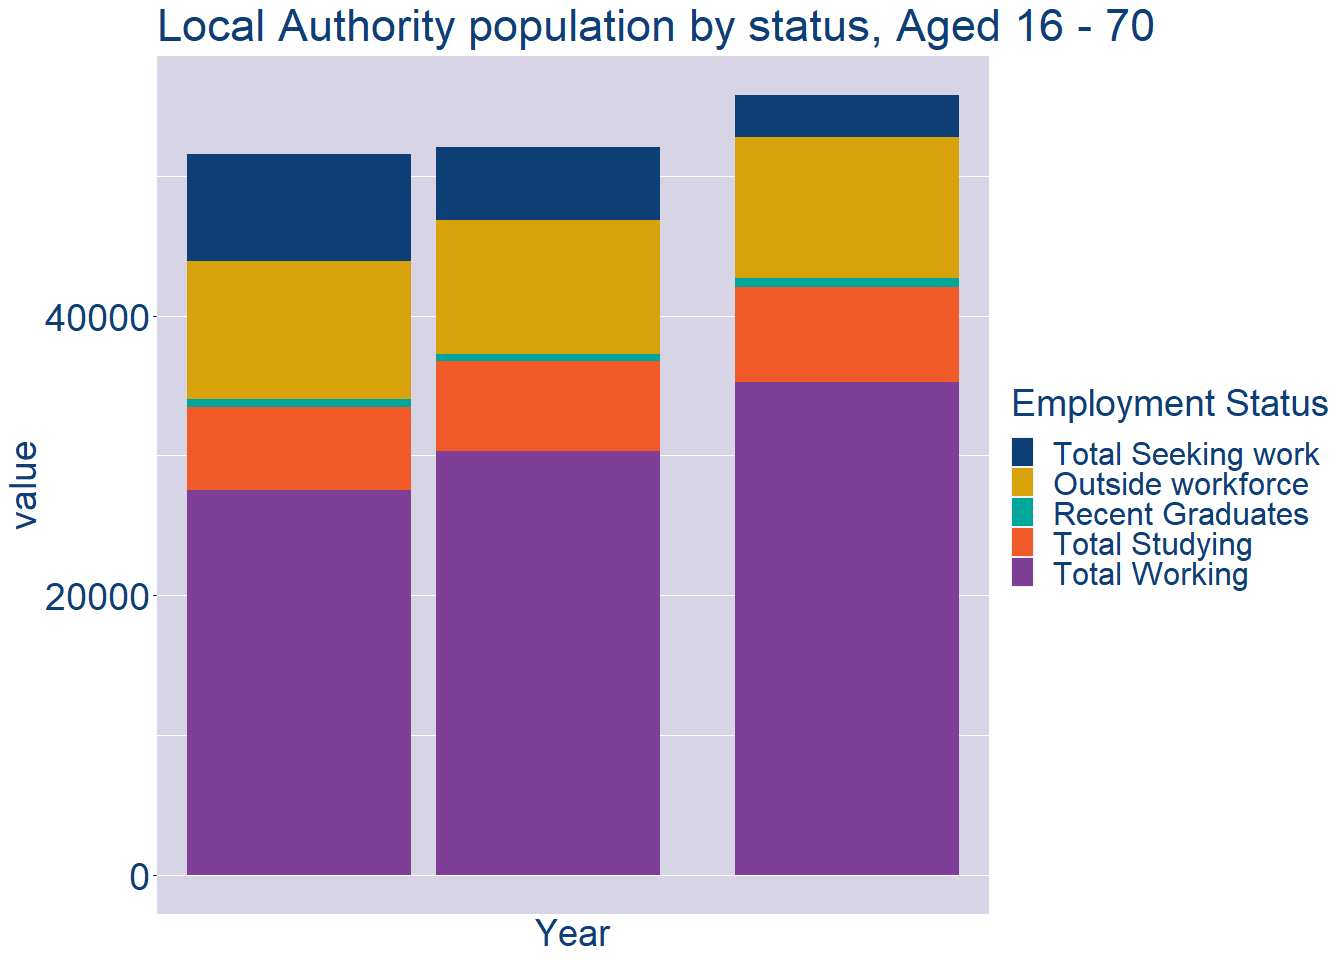 Local Authority population by status, Aged 16 - 70
40000
20000
0
value
Year
Employment Status
Total Seeking work
Outside workforce
Recent Graduates
Total Studying
Total Working